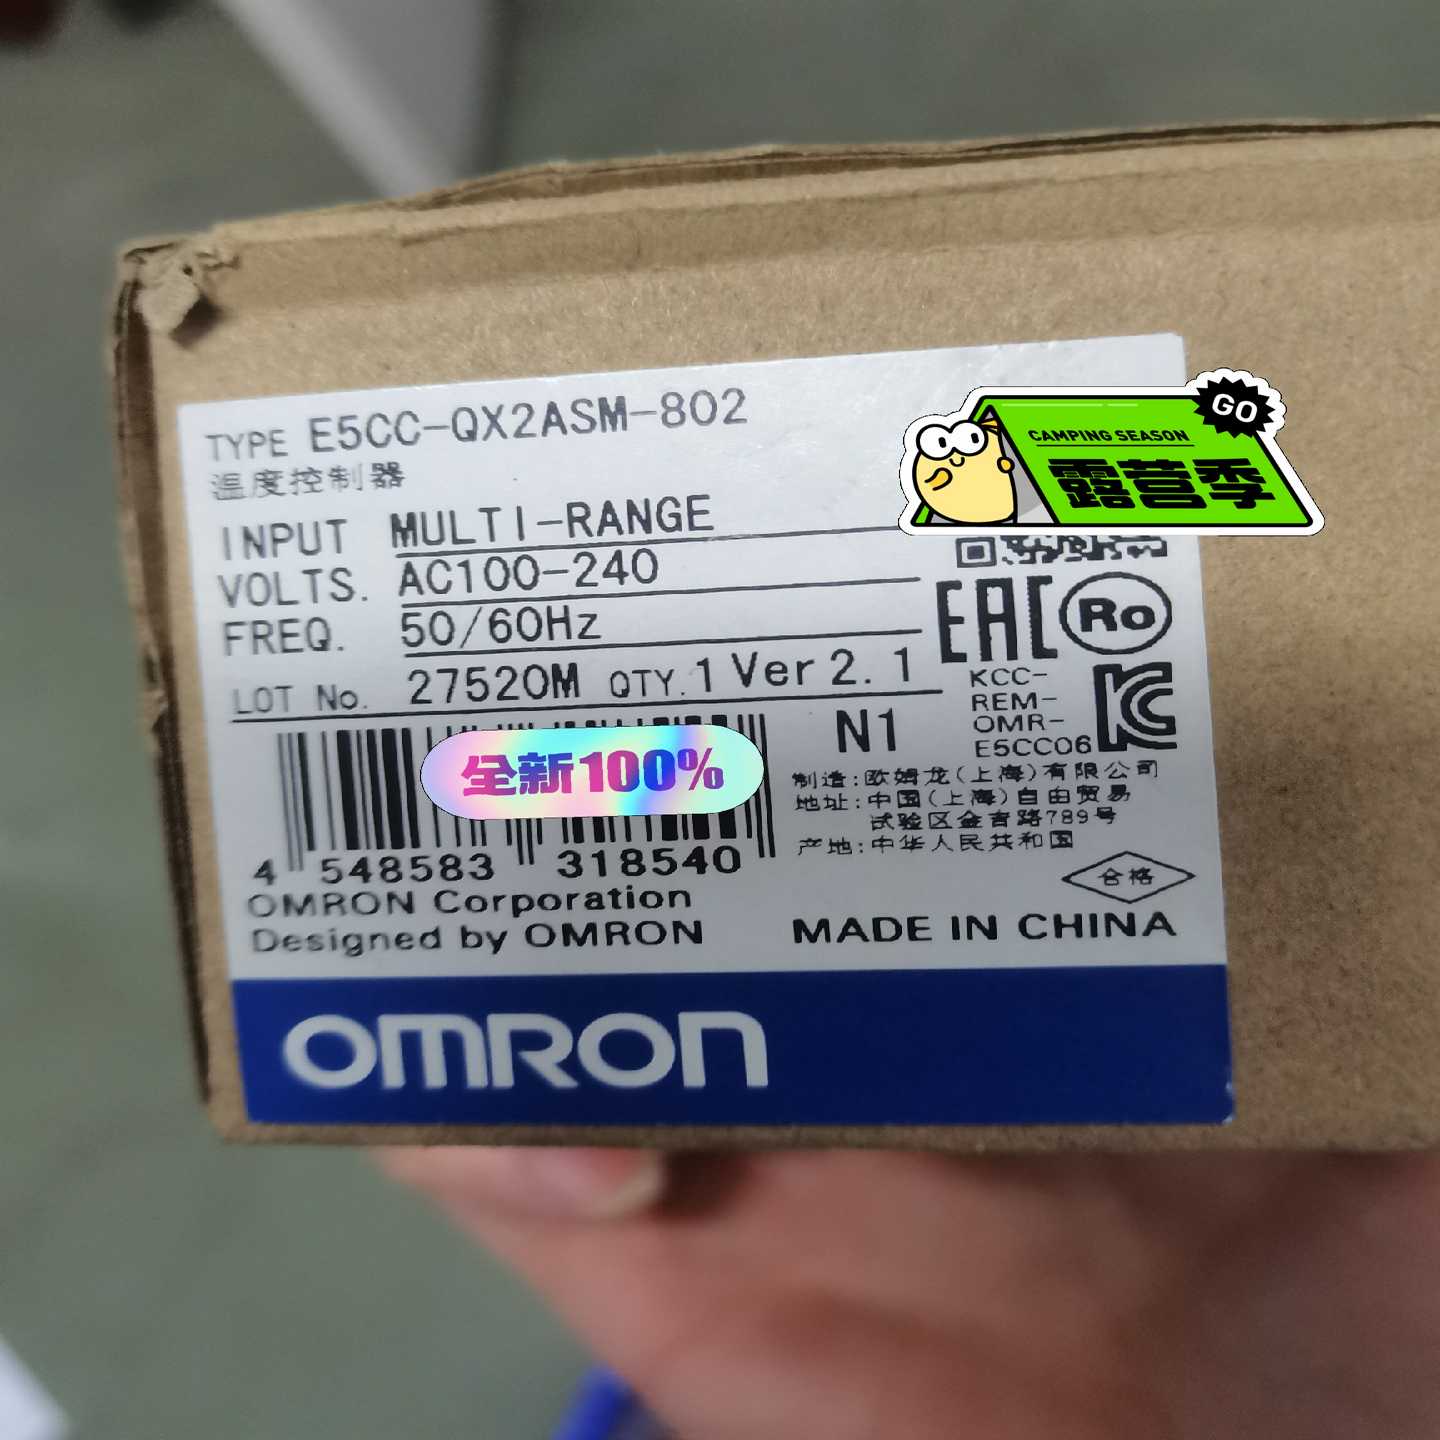 TYPE E5CC-QX2ASM-802
温度控制器
INPUT MULTI-RANGE
VOLTS. AC100-240
FREQ. 50/60Hz
LOT No. 27520M QTY.1 Ver 2.1
CAMPING SEASON
GO
露营季
EAC
Ro
N1
KCC-
REM-
OMR-
E5CC06
KC
全新100%
4 548583 318540
制造:欧姆龙(上海)有限公司
地址:中国(上海)自由贸易
试验区金吉路789号
产地:中华人民共和国
合格
OMRON Corporation
Designed by OMRON
MADE IN CHINA
OMRON